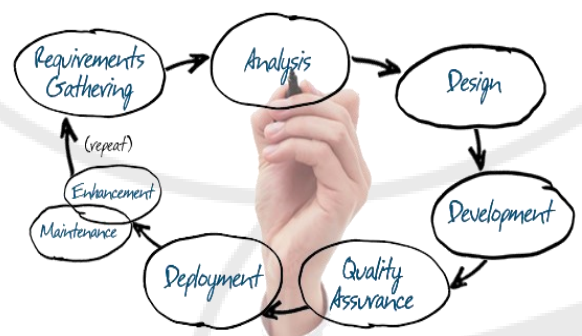 Requirements
Gathering
Analysis
Design
Development
Quality
Assurance
Deployment
Maintenance
Enhancement
(repeat)